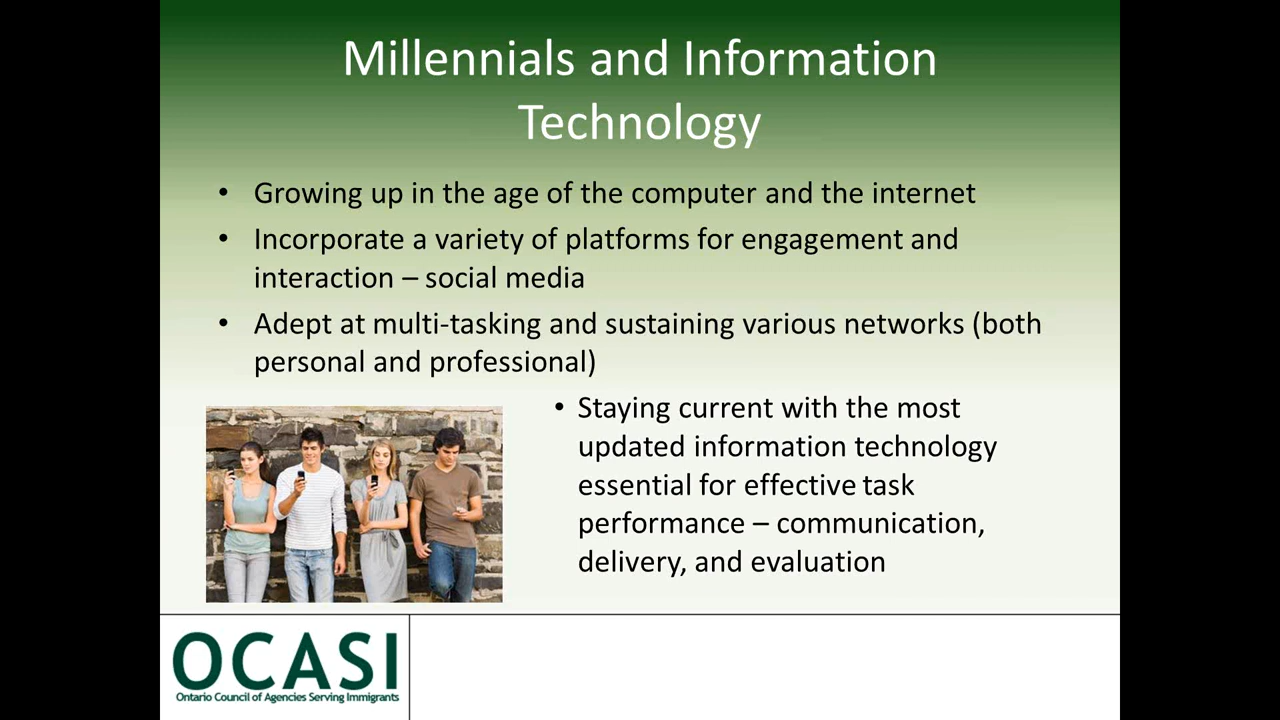 Millennials and Information
Technology
• Growing up in the age of the computer and the internet
• Incorporate a variety of platforms for engagement and
interaction – social media
• Adept at multi-tasking and sustaining various networks (both
personal and professional)
• Staying current with the most
updated information technology
essential for effective task
performance – communication,
delivery, and evaluation
OCASI
Ontario Council of Agencies Serving Immigrants